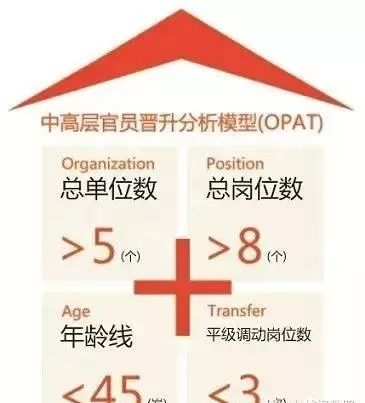 中高层官员晋升分析模型(OPAT)
Organization
总单位数
>5(个)
Position
总岗位数
>8(个)
Age
年龄线
<45
Transfer
平级调动岗位数
<3